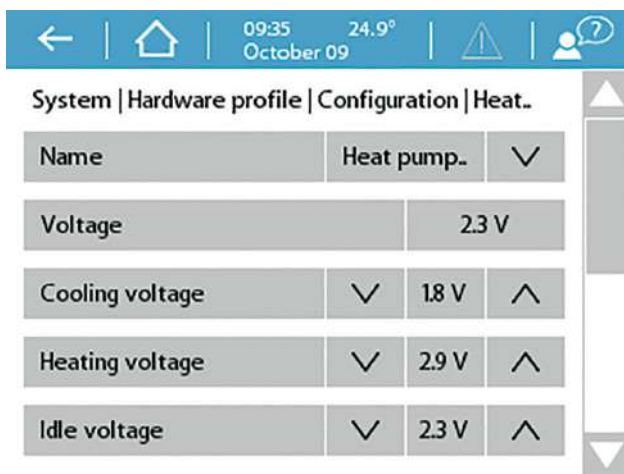 09:35 24.9°
October 09
?
System | Hardware profile | Configuration | Heat..
Name Heat pump..
Voltage 2.3 V
Cooling voltage 1.8 V
Heating voltage 2.9 V
Idle voltage 2.3 V